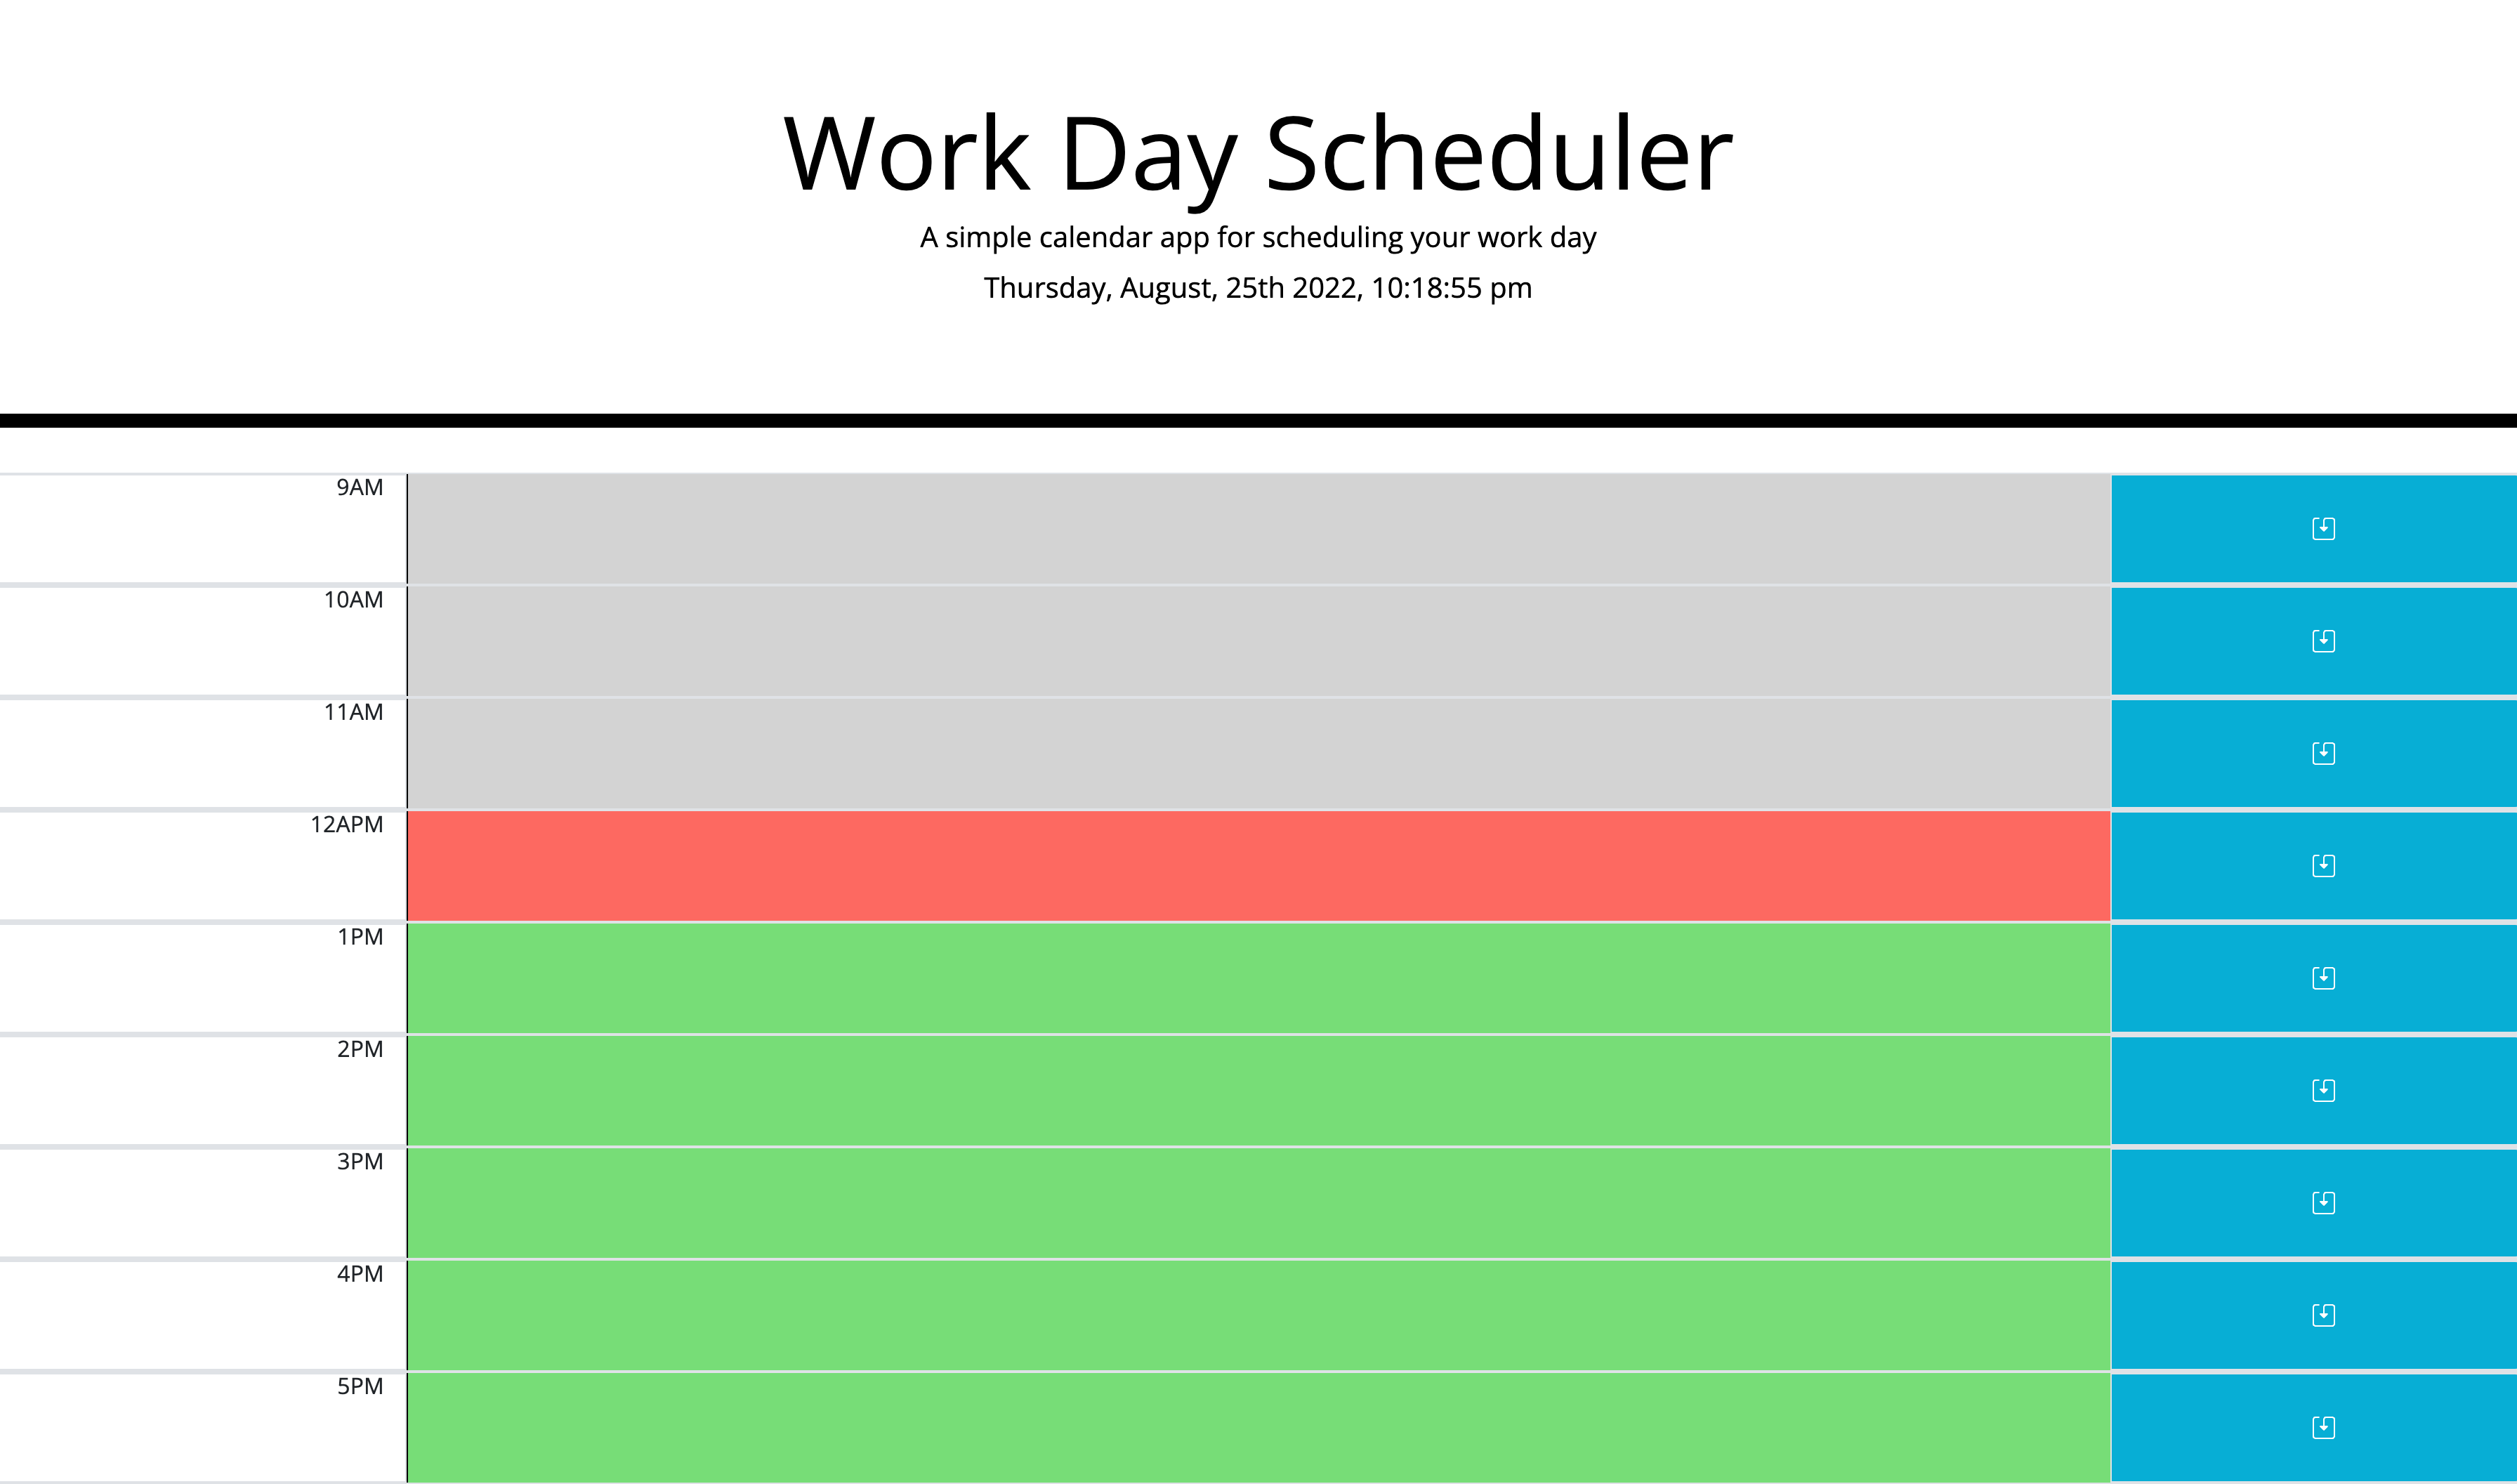 Work Day Scheduler
A simple calendar app for scheduling your work day
Thursday, August, 25th 2022, 10:18:55 pm
9AM
10AM
11AM
12APM
1PM
2PM
3PM
4PM
5PM